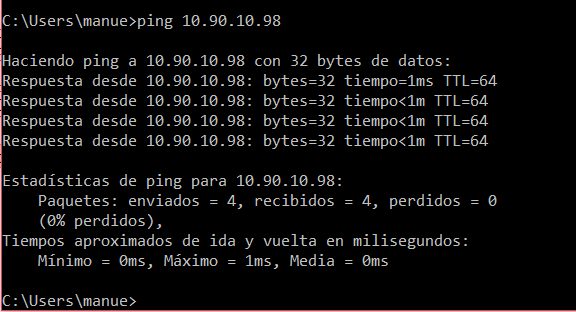 C:\Users\manue>ping 10.90.10.98
Haciendo ping a 10.90.10.98 con 32 bytes de datos:
Respuesta desde 10.90.10.98: bytes=32 tiempo=1ms TTL=64
Respuesta desde 10.90.10.98: bytes=32 tiempo<1m TTL=64
Respuesta desde 10.90.10.98: bytes=32 tiempo<1m TTL=64
Respuesta desde 10.90.10.98: bytes=32 tiempo<1m TTL=64
Estadísticas de ping para 10.90.10.98:
Paquetes: enviados = 4, recibidos = 4, perdidos = 0
(0% perdidos),
Tiempos aproximados de ida y vuelta en milisegundos:
Mínimo = 0ms, Máximo = 1ms, Media = 0ms
C:\Users\manue>